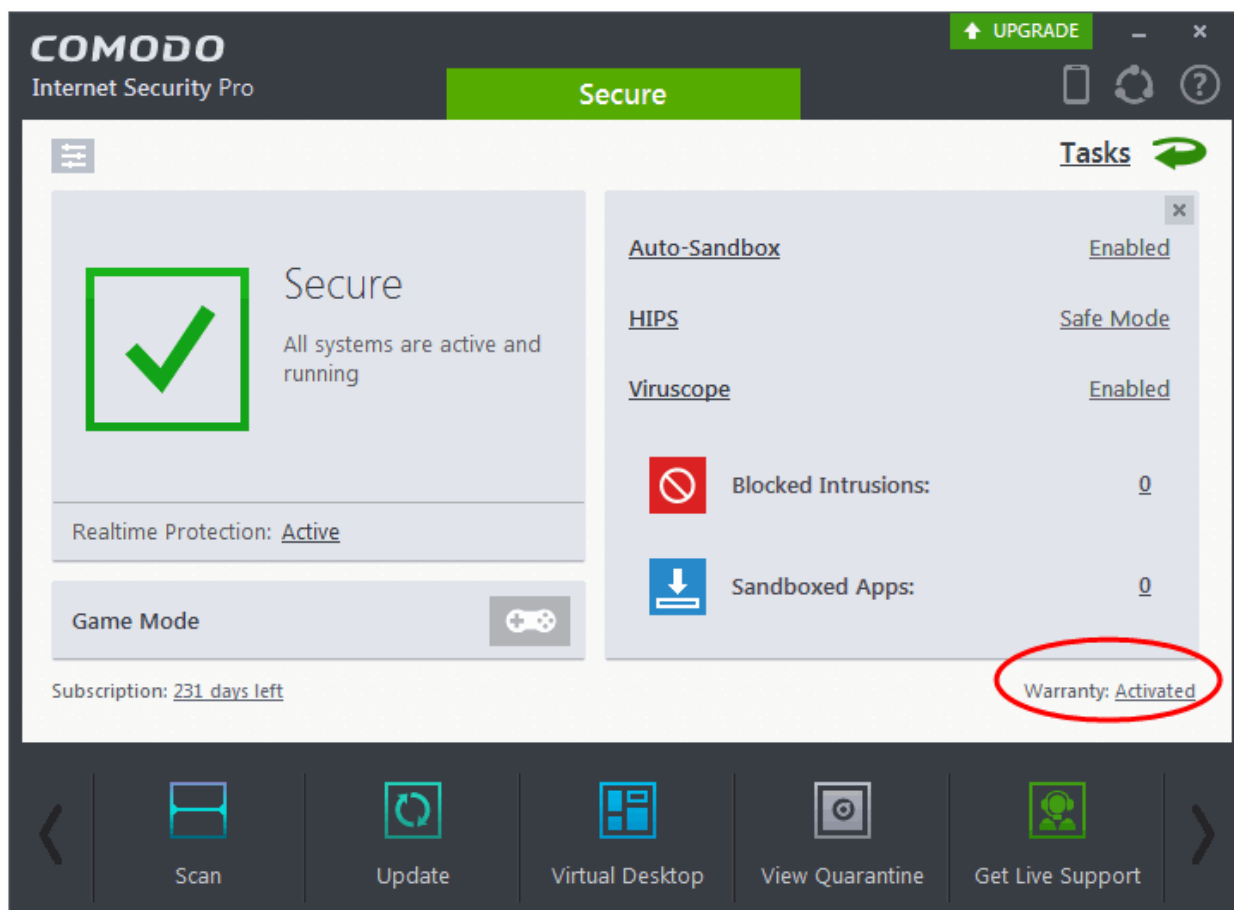 COMODO
Internet Security Pro
UPGRADE
Secure
Tasks
Secure
All systems are active and
running
Realtime Protection: Active
Game Mode
Auto-Sandbox Enabled
HIPS Safe Mode
Viruscope Enabled
Blocked Intrusions: 0
Sandboxed Apps: 0
Subscription: 231 days left
Warranty: Activated
Scan
Update
Virtual Desktop
View Quarantine
Get Live Support